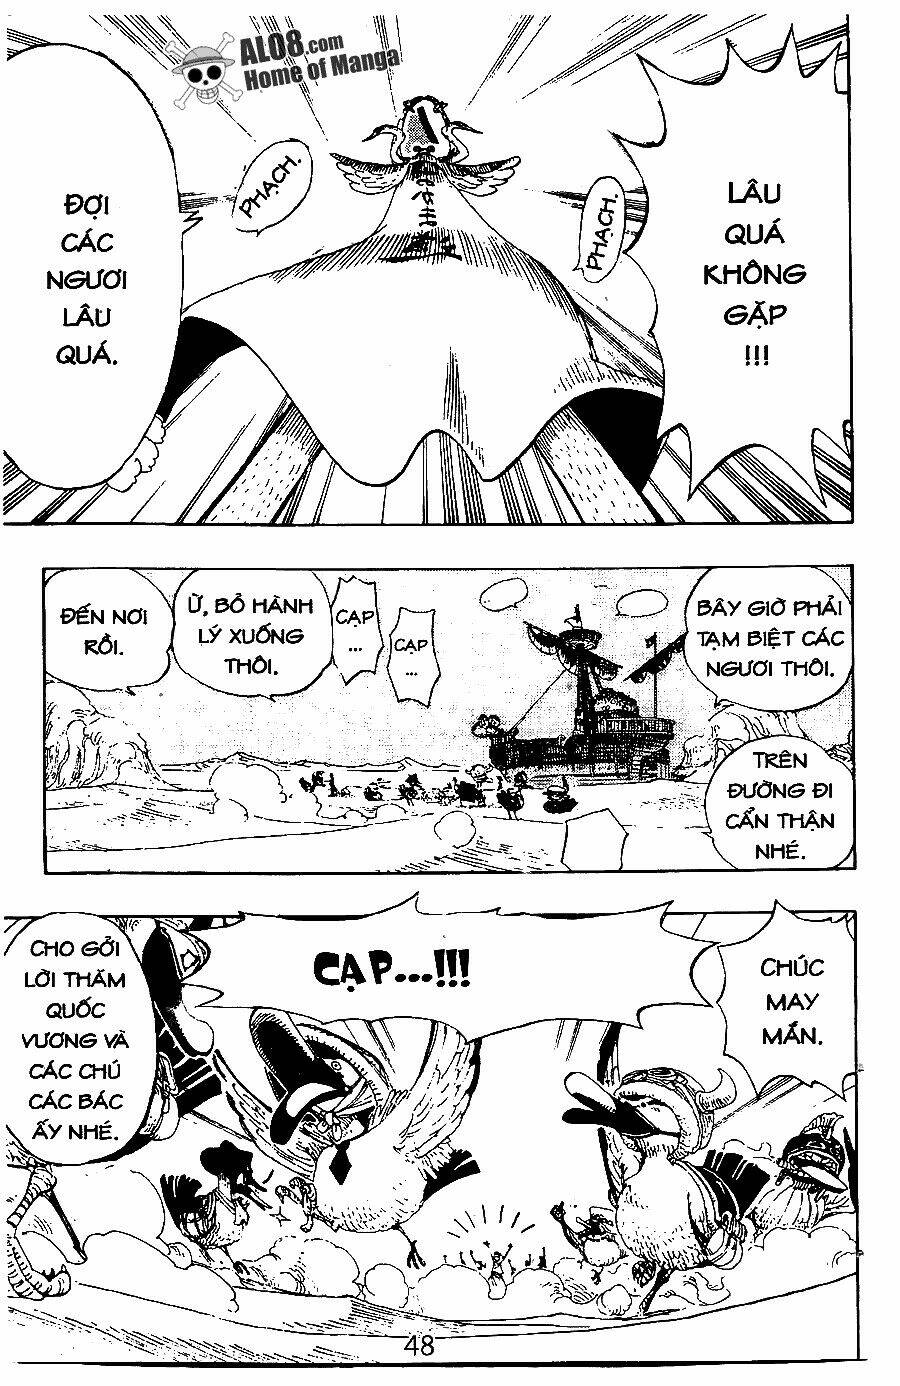 ALO8.com
Home of Manga
LÂU
QUÁ
KHÔNG
GẶP
!!!
PHẠCH.
PHẠCH.
ĐỢI
CÁC
NGƯƠI
LÂU
QUÁ.
BÂY GIỜ PHẢI
TẠM BIỆT CÁC
NGƯƠI THÔI.
TRÊN
ĐƯỜNG ĐI
CẨN THẬN
NHÉ.
CẠP
...
CẠP
...
Ừ, BỎ HÀNH
LÝ XUỐNG
THÔI.
ĐẾN NƠI
RỒI.
CHÚC
MAY
MẮN.
CẠP...!!!
CHO GỞI
LỜI THĂM
QUỐC
VƯƠNG VÀ
CÁC CHÚ
CÁC BÁC
ẤY NHÉ.
48